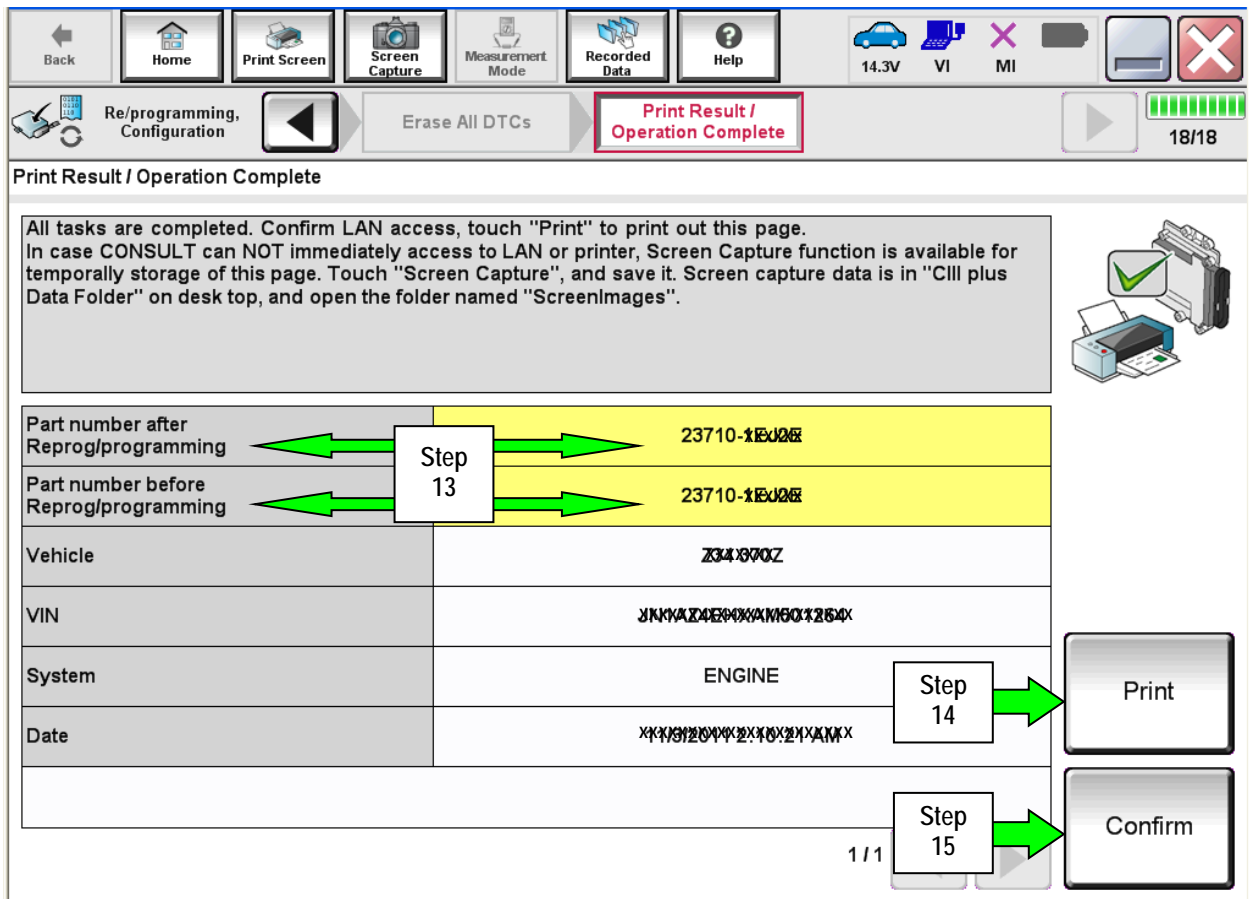 Back
Home
Print Screen
Screen
Capture
Measurement
Mode
Recorded
Data
Help
14.3V
VI
MI
Re/programming,
Configuration
Erase All DTCs
Print Result /
Operation Complete
18/18
Print Result / Operation Complete
All tasks are completed. Confirm LAN access, touch "Print" to print out this page.
In case CONSULT can NOT immediately access to LAN or printer, Screen Capture function is available for
temporally storage of this page. Touch "Screen Capture", and save it. Screen capture data is in "CIII plus
Data Folder" on desk top, and open the folder named "ScreenImages".
Part number after
Reprog/programming
23710-
Step
13
Part number before
Reprog/programming
23710-
Vehicle
VIN
System
ENGINE
Date
Step
14
Print
Step
15
Confirm
1/1